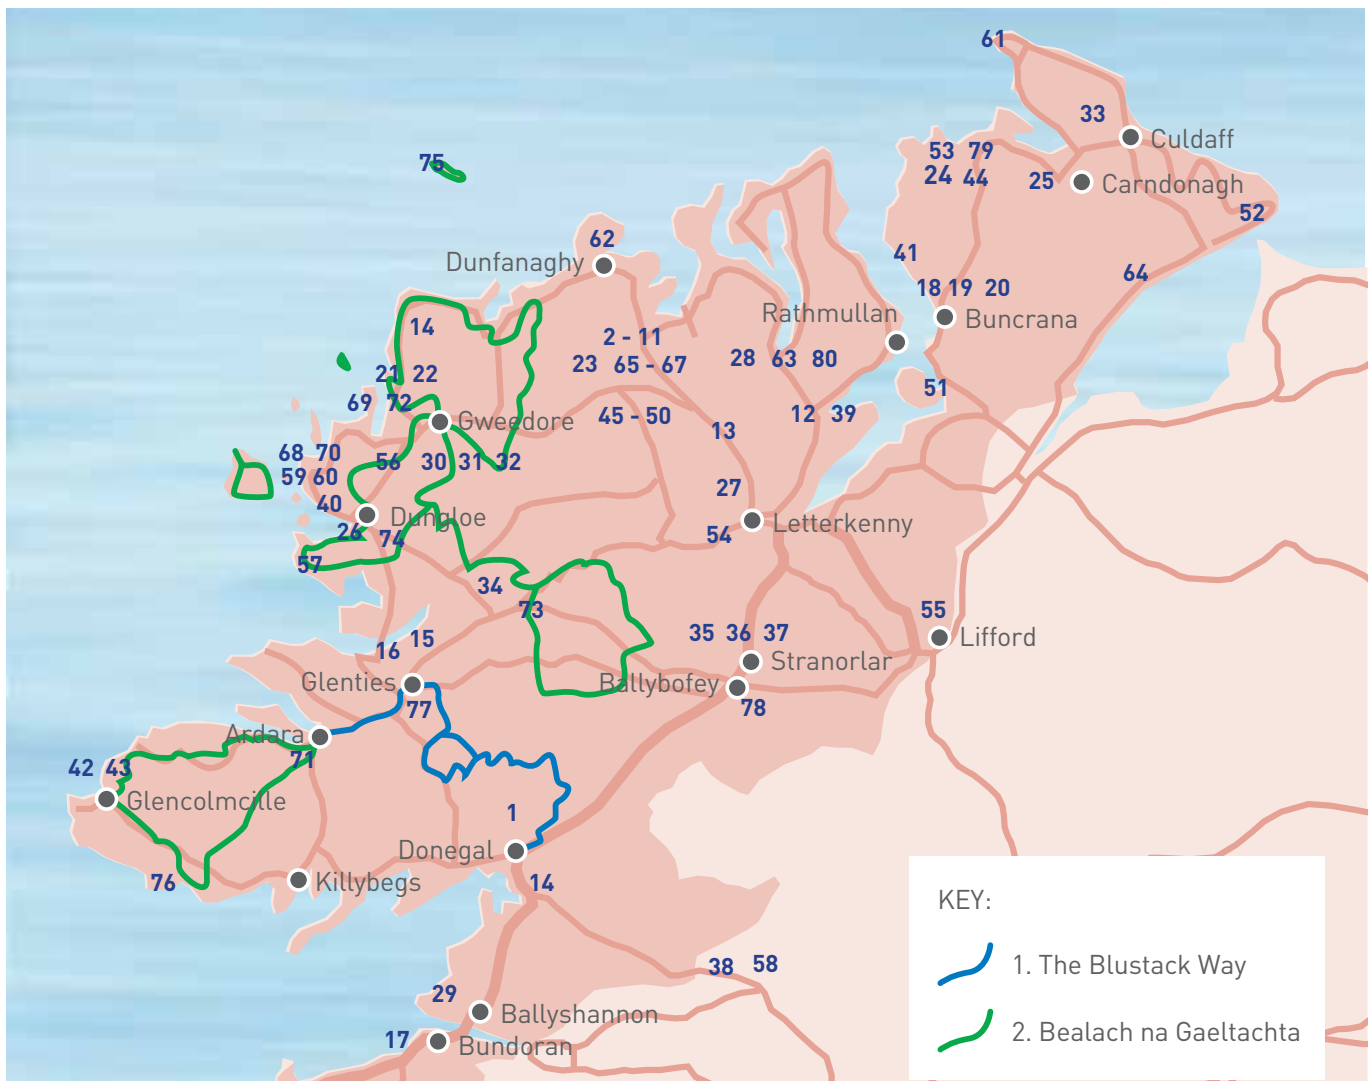 61
33
Culdaff
53 79
24 44
25
Carndonagh
75
52
62
Dunfanaghy
41
64
18 19 20
Rathmullan
Buncrana
14
2 - 11
23 65 - 67
28 63 80
21 22
51
69 72
45 - 50
12 39
Gweedore
13
68 70
56 30 31 32
59 60
27
40
Dungloe
Letterkenny
26
74
54
57
34
73
55
35 36 37
Lifford
15
16
Stranorlar
Glenties
Ballybofey
77
78
Ardara
71
42 43
Glencolmcille
1
Donegal
76
Killybegs
14
KEY:
1. The Blustack Way
2. Bealach na Gaeltachta
38 58
29
Ballyshannon
17
Bundoran